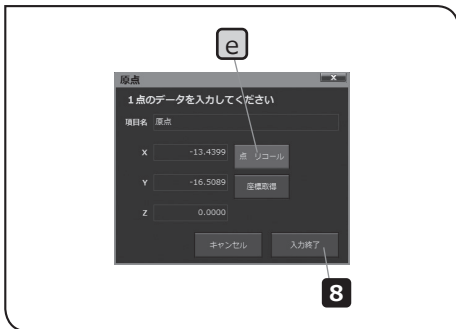 e
原点 x
1点のデータを入力してください
項目名 原点
X -13.4399 点 リコール
Y -16.5089 座標取得
Z 0.0000
キャンセル 入力終了
8